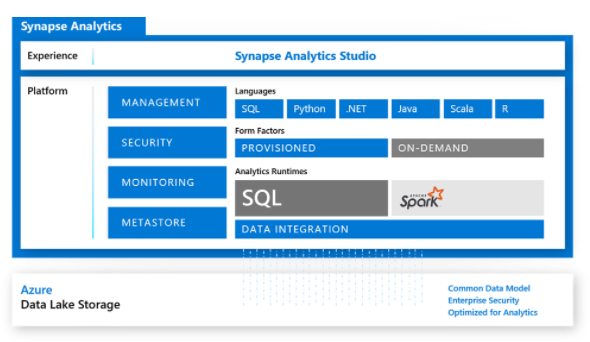 Synapse Analytics
Experience
Synapse Analytics Studio
Platform
MANAGEMENT
SECURITY
MONITORING
METASTORE
Languages
SQL Python .NET Java Scala R
Form Factors
PROVISIONED ON-DEMAND
Analytics Runtimes
SQL APACHE Spark
DATA INTEGRATION
Azure
Data Lake Storage
Common Data Model
Enterprise Security
Optimized for Analytics